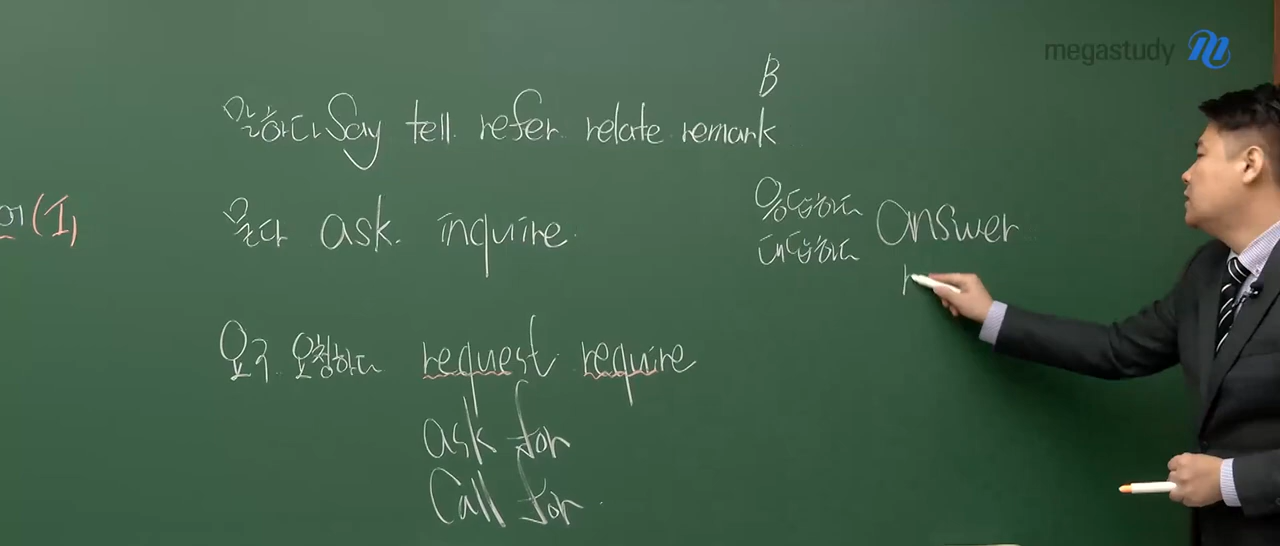 megastudy
B
말하다 Say tell. refer. relate. remark
어(I)
묻다 ask. inquire.
응답하다 answer
대답하다
요구. 요청하다 request require
ask for
Call for.